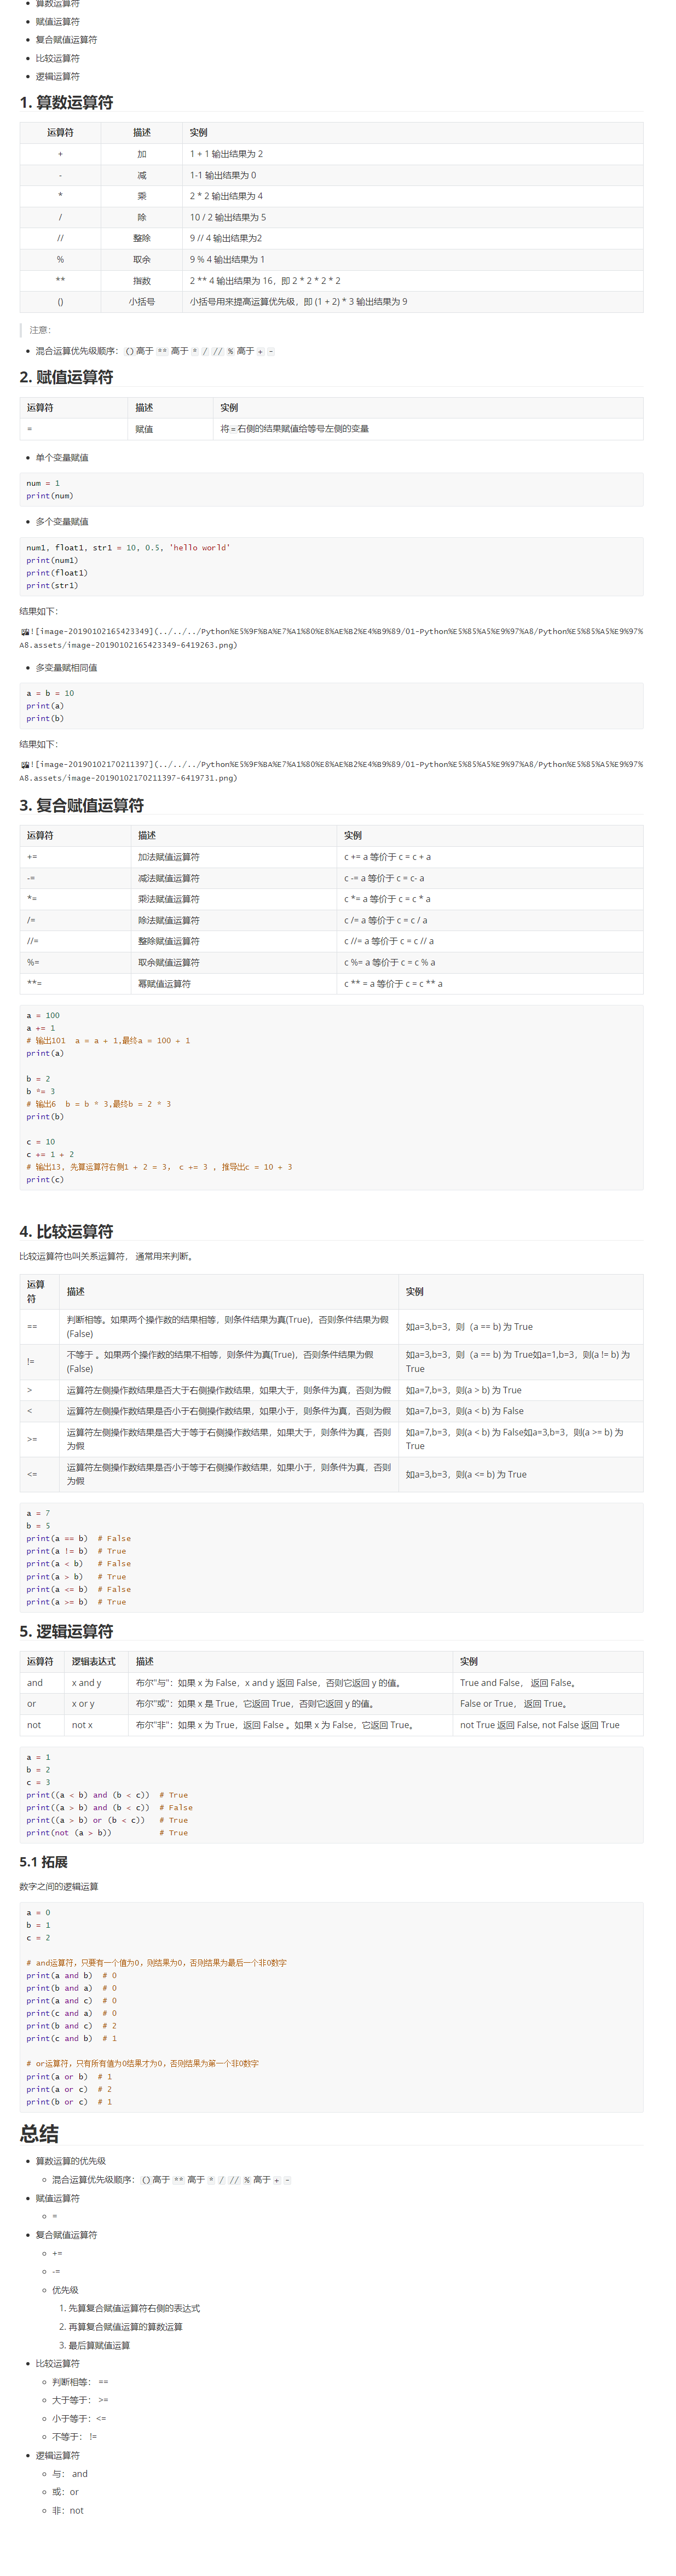 算数运算符
赋值运算符
复合赋值运算符
比较运算符
逻辑运算符
1. 算数运算符
运算符 描述 实例
+ 加 1 + 1 输出结果为 2
- 减 1-1 输出结果为 0
* 乘 2 * 2 输出结果为 4
/ 除 10 / 2 输出结果为 5
// 整除 9 // 4 输出结果为2
% 取余 9 % 4 输出结果为 1
** 指数 2 ** 4 输出结果为 16，即 2 * 2 * 2 * 2
() 小括号 小括号用来提高运算优先级，即 (1 + 2) * 3 输出结果为 9
注意：
混合运算优先级顺序： () 高于 ** 高于 * / // % 高于 + -
2. 赋值运算符
运算符 描述 实例
= 赋值 将 = 右侧的结果赋值给等号左侧的变量
单个变量赋值
num = 1
print(num)
多个变量赋值
num1, float1, str1 = 10, 0.5, 'hello world'
print(num1)
print(float1)
print(str1)
结果如下：
![image-20190102165423349](../../../Python%E5%9F%BA%E7%A1%80%E8%AE%B2%E4%B9%89/01-Python%E5%85%A5%E9%97%A8/Python%E5%85%A5%E9%97%
A8.assets/image-20190102165423349-6419263.png)
多变量赋相同值
a = b = 10
print(a)
print(b)
结果如下：
![image-20190102170211397](../../../Python%E5%9F%BA%E7%A1%80%E8%AE%B2%E4%B9%89/01-Python%E5%85%A5%E9%97%A8/Python%E5%85%A5%E9%97%
A8.assets/image-20190102170211397-6419731.png)
3. 复合赋值运算符
运算符 描述 实例
+= 加法赋值运算符 c += a 等价于 c = c + a
-= 减法赋值运算符 c -= a 等价于 c = c- a
*= 乘法赋值运算符 c *= a 等价于 c = c * a
/= 除法赋值运算符 c /= a 等价于 c = c / a
//= 整除赋值运算符 c //= a 等价于 c = c // a
%= 取余赋值运算符 c %= a 等价于 c = c % a
**= 幂赋值运算符 c ** = a 等价于 c = c ** a
a = 100
a += 1
# 输出101  a = a + 1,最终a = 100 + 1
print(a)
b = 2
b *= 3
# 输出6  b = b * 3,最终b = 2 * 3
print(b)
c = 10
c += 1 + 2
# 输出13, 先算运算符右侧1 + 2 = 3， c += 3 , 推导出c = 10 + 3
print(c)
4. 比较运算符
比较运算符也叫关系运算符， 通常用来判断。
运算
符 描述 实例
== 判断相等。如果两个操作数的结果相等，则条件结果为真(True)，否则条件结果为假
(False) 如a=3,b=3，则（a == b) 为 True
!= 不等于 。如果两个操作数的结果不相等，则条件为真(True)，否则条件结果为假
(False) 如a=3,b=3，则（a == b) 为 True如a=1,b=3，则(a != b) 为
True
> 运算符左侧操作数结果是否大于右侧操作数结果，如果大于，则条件为真，否则为假 如a=7,b=3，则(a > b) 为 True
< 运算符左侧操作数结果是否小于右侧操作数结果，如果小于，则条件为真，否则为假 如a=7,b=3，则(a < b) 为 False
>= 运算符左侧操作数结果是否大于等于右侧操作数结果，如果大于，则条件为真，否则
为假 如a=7,b=3，则(a < b) 为 False如a=3,b=3，则(a >= b) 为
True
<= 运算符左侧操作数结果是否小于等于右侧操作数结果，如果小于，则条件为真，否则
为假 如a=3,b=3，则(a <= b) 为 True
a = 7
b = 5
print(a == b)  # False
print(a != b)  # True
print(a < b)   # False
print(a > b)   # True
print(a <= b)  # False
print(a >= b)  # True
5. 逻辑运算符
运算符 逻辑表达式 描述 实例
and x and y 布尔"与"：如果 x 为 False，x and y 返回 False，否则它返回 y 的值。 True and False， 返回 False。
or x or y 布尔"或"：如果 x 是 True，它返回 True，否则它返回 y 的值。 False or True， 返回 True。
not not x 布尔"非"：如果 x 为 True，返回 False 。如果 x 为 False，它返回 True。 not True 返回 False, not False 返回 True
a = 1
b = 2
c = 3
print((a < b) and (b < c))  # True
print((a > b) and (b < c))  # False
print((a > b) or (b < c))   # True
print(not (a > b))          # True
5.1 拓展
数字之间的逻辑运算
a = 0
b = 1
c = 2
# and运算符，只要有一个值为0，则结果为0，否则结果为最后一个非0数字
print(a and b)  # 0
print(b and a)  # 0
print(a and c)  # 0
print(c and a)  # 0
print(b and c)  # 2
print(c and b)  # 1
# or运算符，只有所有值为0结果才为0，否则结果为第一个非0数字
print(a or b)  # 1
print(a or c)  # 2
print(b or c)  # 1
总结
算数运算的优先级
混合运算优先级顺序： () 高于 ** 高于 * / // % 高于 + -
赋值运算符
=
复合赋值运算符
+=
-=
优先级
1. 先算复合赋值运算符右侧的表达式
2. 再算复合赋值运算的算数运算
3. 最后算赋值运算
比较运算符
判断相等： ==
大于等于： >=
小于等于：<=
不等于： !=
逻辑运算符
与： and
或：or
非：not